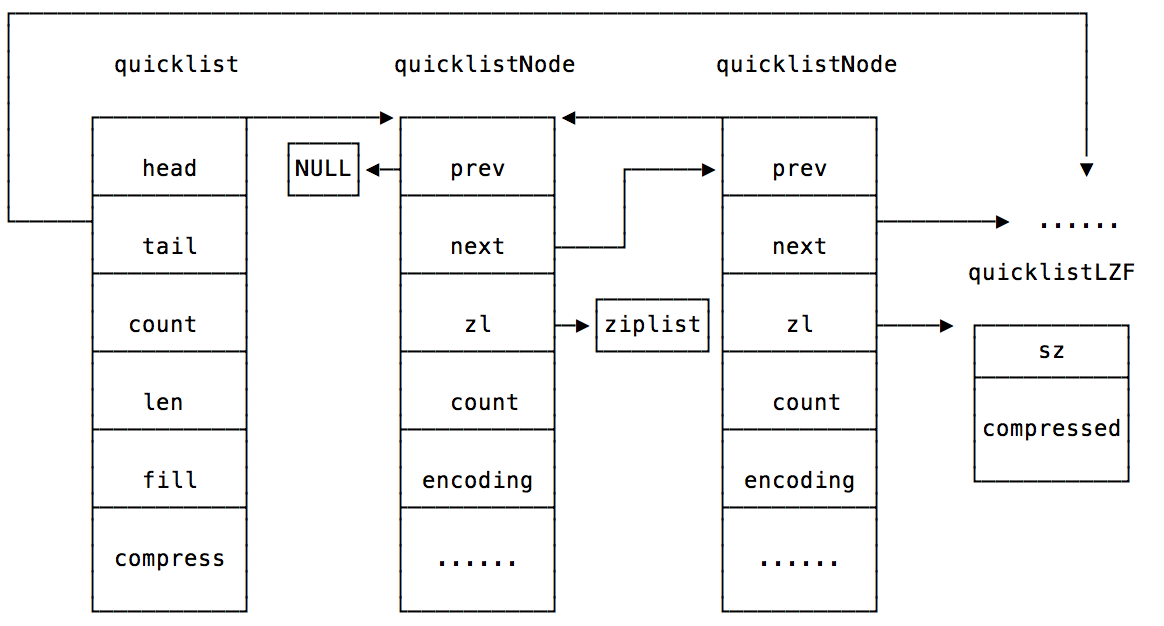 quicklist
quicklistNode
quicklistNode
head
NULL
prev
prev
tail
next
next
......
quicklistLZF
count
zl
ziplist
zl
sz
len
count
count
compressed
fill
encoding
encoding
compress
......
......